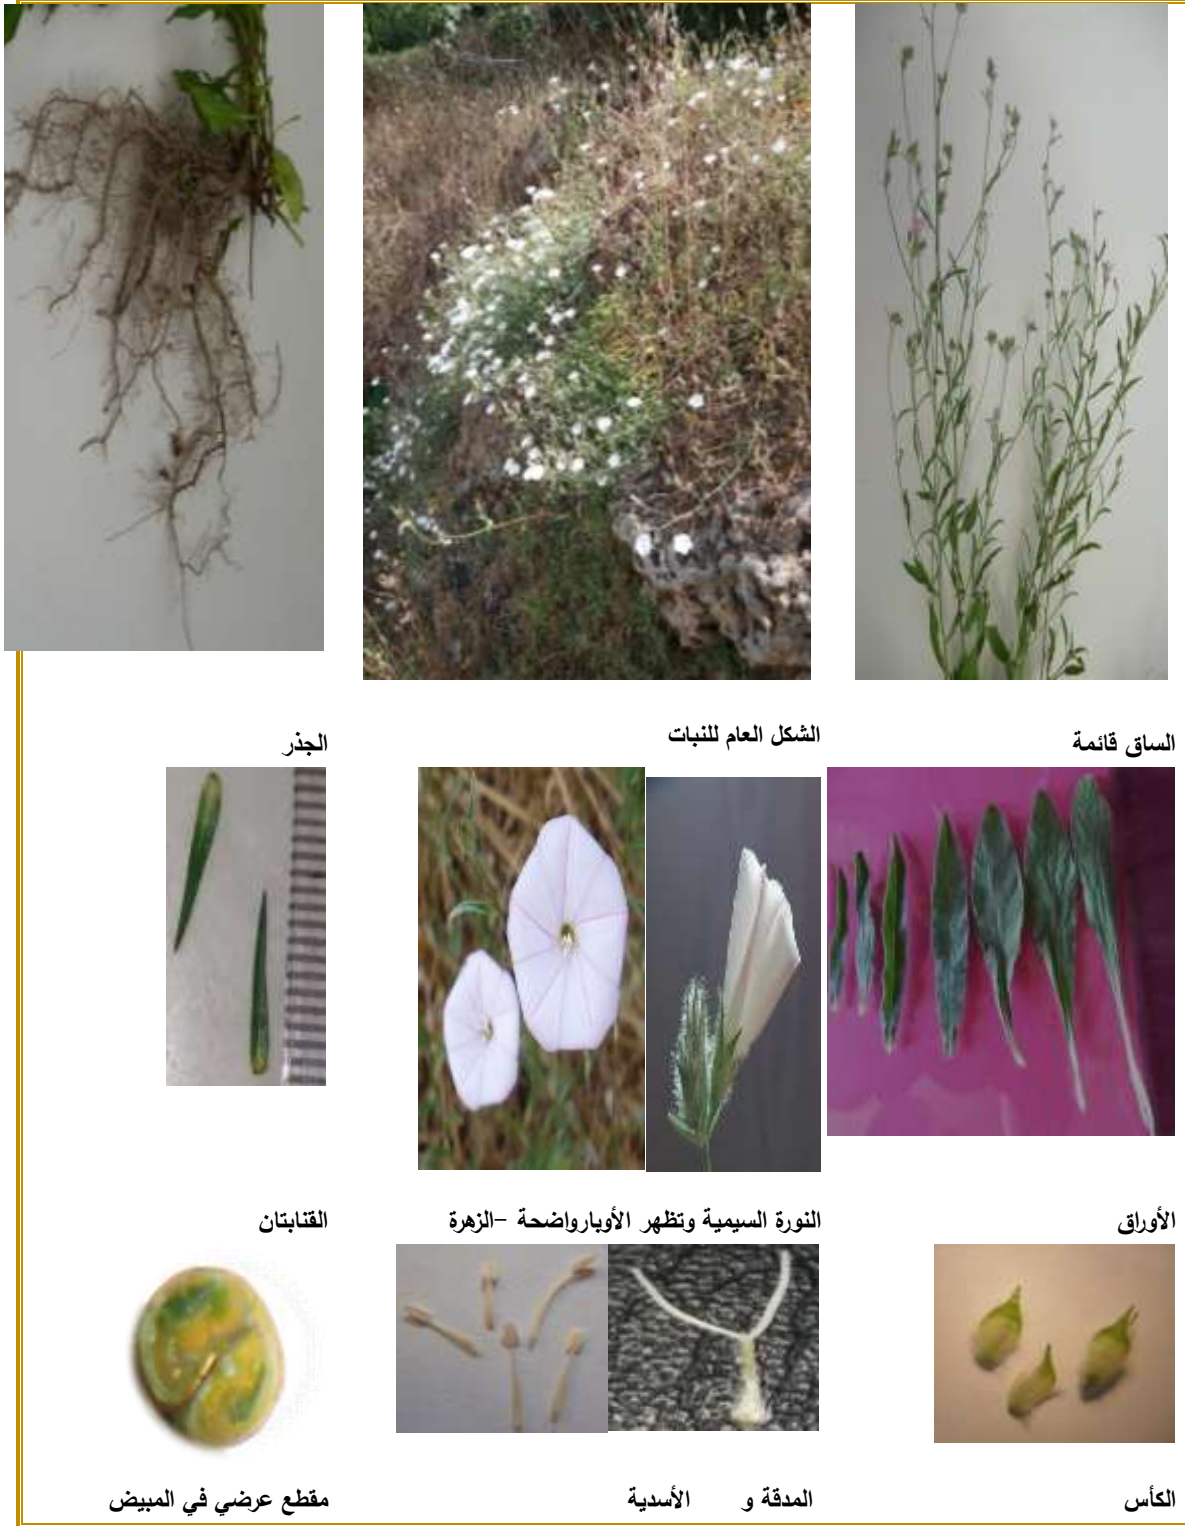 الساق قائمة
الشكل العام للنبات
الجذر
الأوراق
النورة السيمية وتظهر الأوبارواضحة -الزهرة
القنابتان
الكأس
المدقة و الأسدية
مقطع عرضي في المبيض